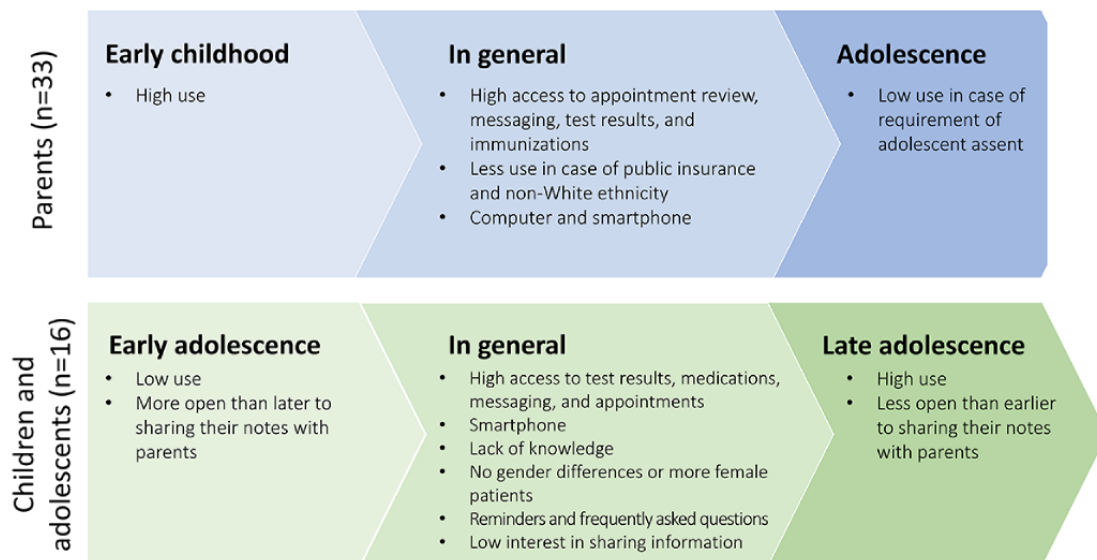 Parents (n=33)
Early childhood
• High use
In general
• High access to appointment review,
messaging, test results, and
immunizations
• Less use in case of public insurance
and non-White ethnicity
• Computer and smartphone
Adolescence
• Low use in case of
requirement of
adolescent assent
Children and
adolescents (n=16)
Early adolescence
• Low use
• More open than later to
sharing their notes with
parents
In general
• High access to test results, medications,
messaging, and appointments
• Smartphone
• Lack of knowledge
• No gender differences or more female
patients
• Reminders and frequently asked questions
• Low interest in sharing information
Late adolescence
• High use
• Less open than earlier
to sharing their notes
with parents